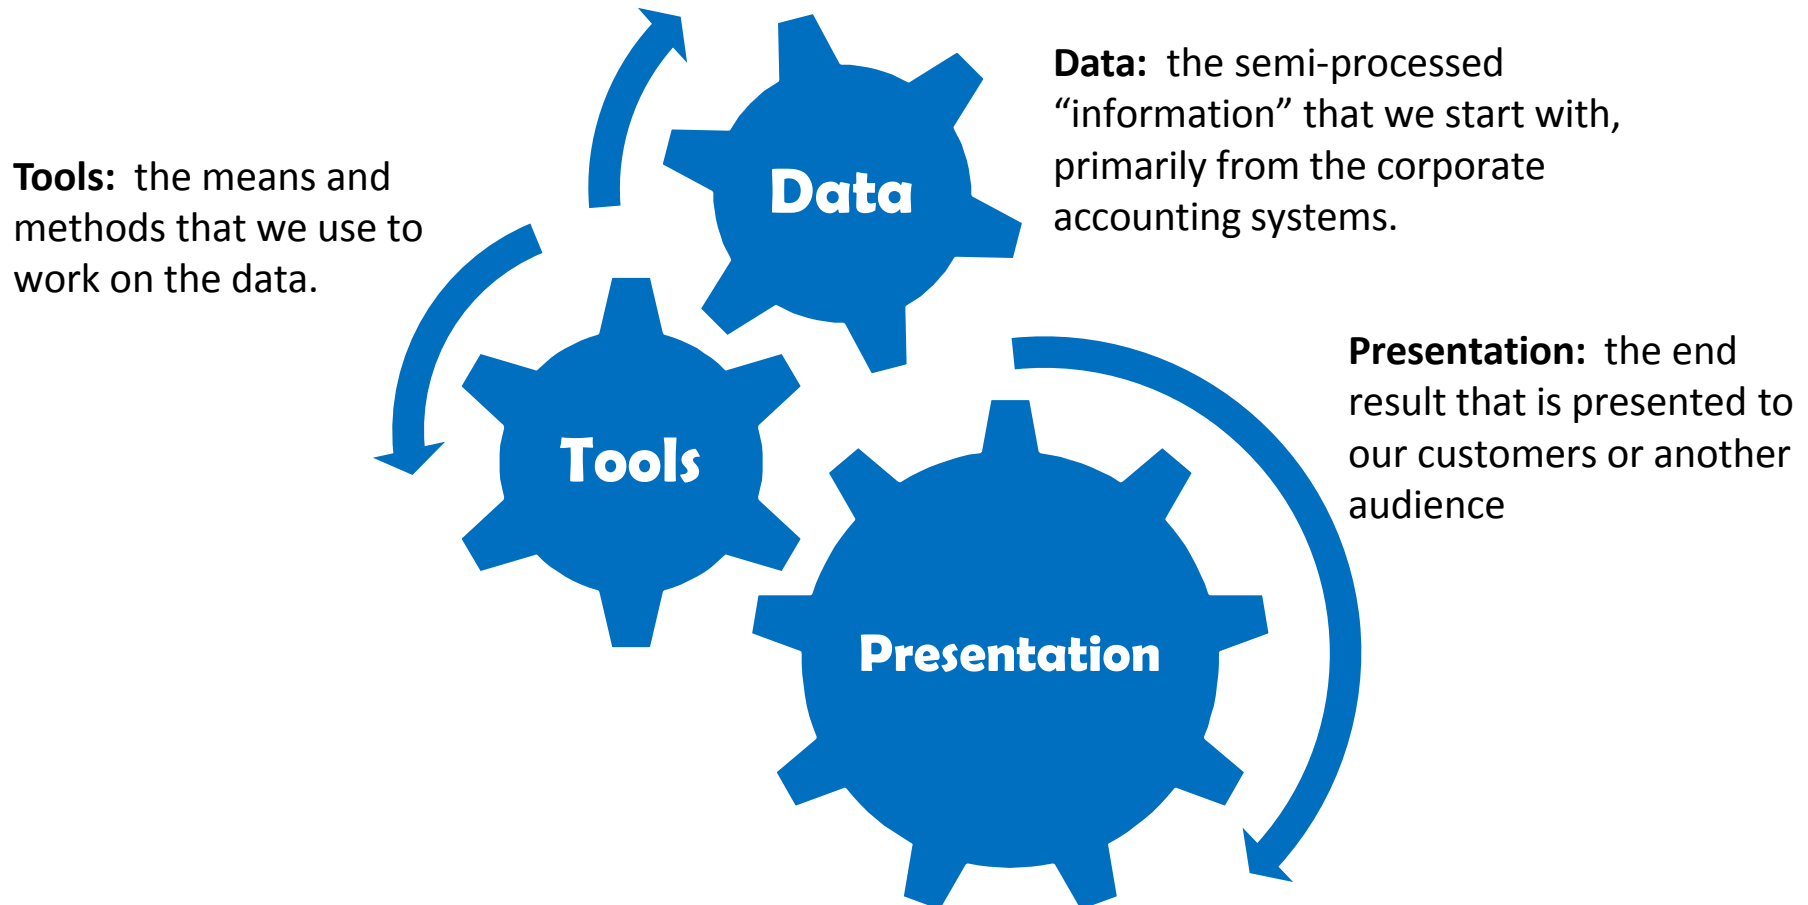 Data:  the semi-processed
“information” that we start with,
primarily from the corporate
accounting systems.
Tools:  the means and
methods that we use to
work on the data.
Data
Presentation:  the end
result that is presented to
our customers or another
audience
Tools
Presentation